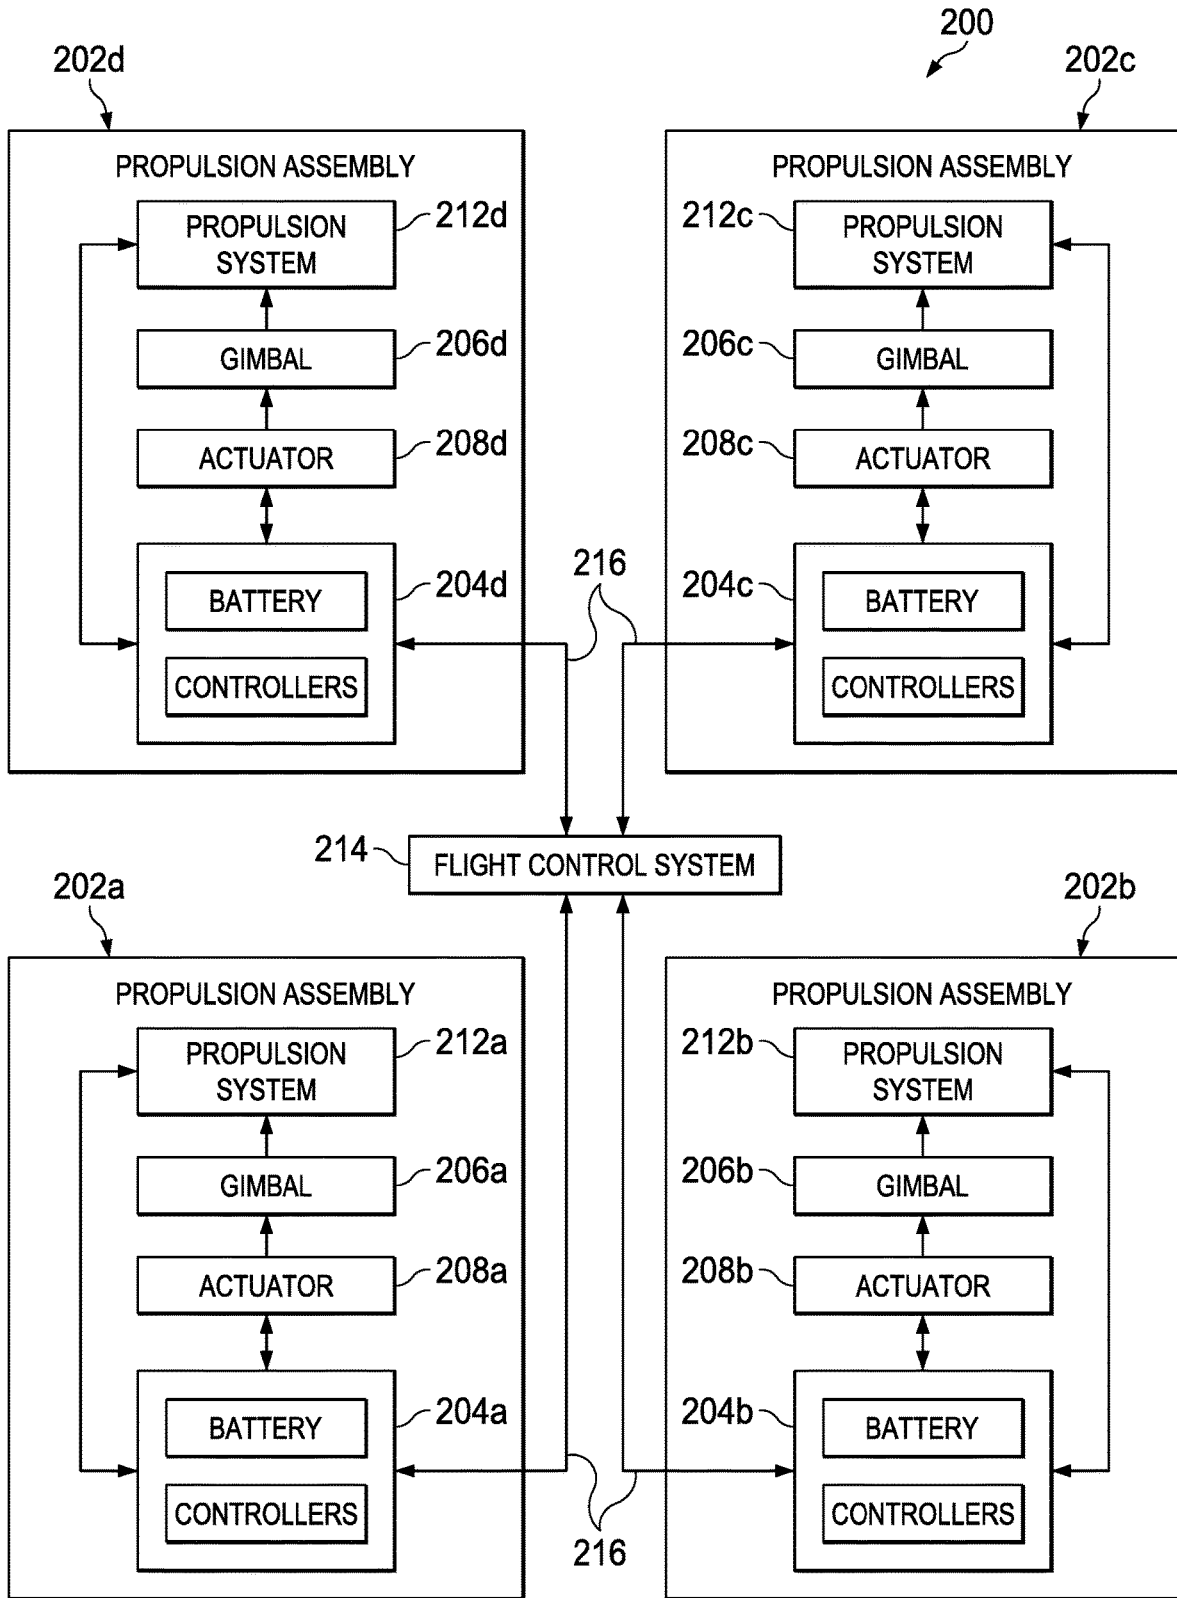 200
202d
202c
PROPULSION ASSEMBLY
PROPULSION
SYSTEM
212d
GIMBAL
206d
ACTUATOR
208d
BATTERY
204d
CONTROLLERS
PROPULSION ASSEMBLY
212c
PROPULSION
SYSTEM
206c
GIMBAL
208c
ACTUATOR
204c
BATTERY
CONTROLLERS
216
214
FLIGHT CONTROL SYSTEM
202a
202b
PROPULSION ASSEMBLY
PROPULSION
SYSTEM
212a
GIMBAL
206a
ACTUATOR
208a
BATTERY
204a
CONTROLLERS
PROPULSION ASSEMBLY
212b
PROPULSION
SYSTEM
206b
GIMBAL
208b
ACTUATOR
204b
BATTERY
CONTROLLERS
216